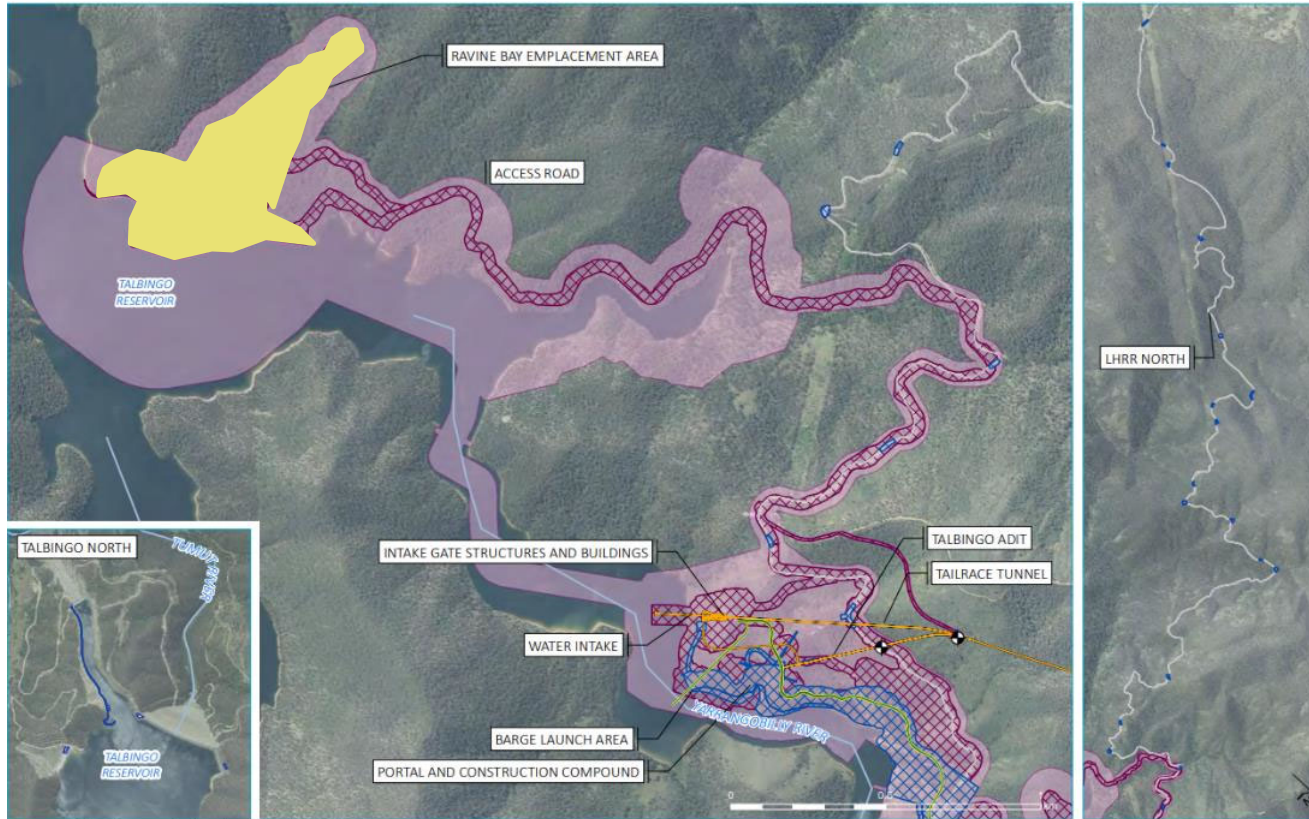 RAVINE BAY EMPLACEMENT AREA
ACCESS ROAD
TALBINGO
RESERVOIR
LHRR NORTH
TALBINGO NORTH
TUMUT RIVER
INTAKE GATE STRUCTURES AND BUILDINGS
TALBINGO ADIT
TAILRACE TUNNEL
WATER INTAKE
YARRANGOBILLY RIVER
BARGE LAUNCH AREA
TALBINGO
RESERVOIR
PORTAL AND CONSTRUCTION COMPOUND
0